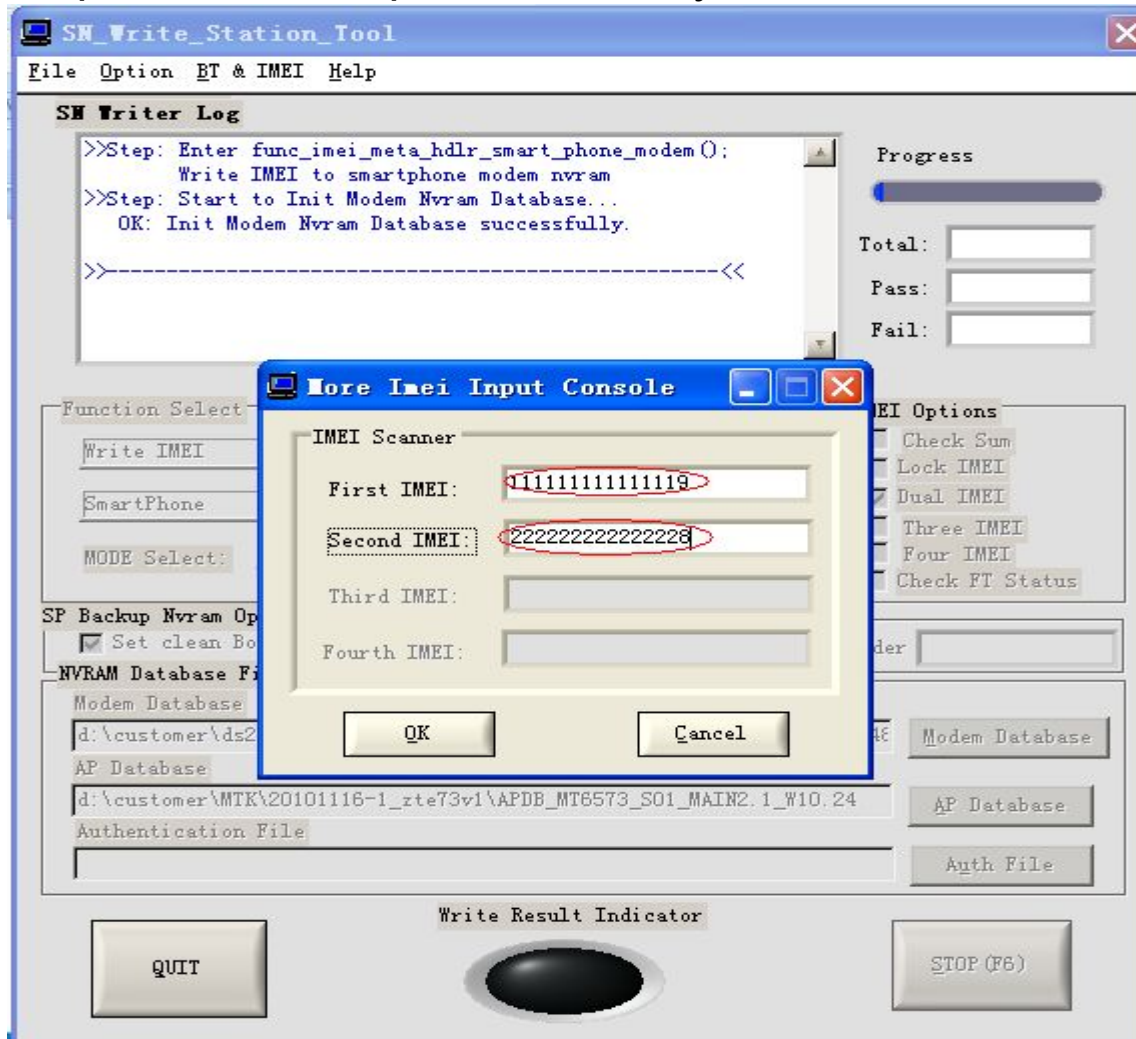 SN_Write_Station_Tool
File Option BT & IMEI Help
SN Writer Log
>>Step: Enter func_imei_meta_hdlr_smart_phone_modem();
Write IMEI to smartphone modem nvram
>>Step: Start to Init Modem Nvram Database...
OK: Init Modem Nvram Database successfully.
>>--------------------------------------------------<<
Progress
Total:
Pass:
Fail:
More Imei Input Console
IMEI Scanner
First IMEI: 111111111111119
Second IMEI: 222222222222228
Third IMEI:
Fourth IMEI:
OK Cancel
Function Select
Write IMEI
SmartPhone
MODE Select:
EI Options
Check Sum
Lock IMEI
Dual IMEI
Three IMEI
Four IMEI
Check FT Status
SP Backup Nvram Op
Set clean Bo
der
NVRAM Database Fi
Modem Database
d:\customer\ds2
Modem Database
AP Database
d:\customer\MTK\20101116-1_zte73v1\APDB_MT6573_S01_MAIN2.1_W10.24
AP Database
Authentication File
Auth File
Write Result Indicator
QUIT
STOP(F6)